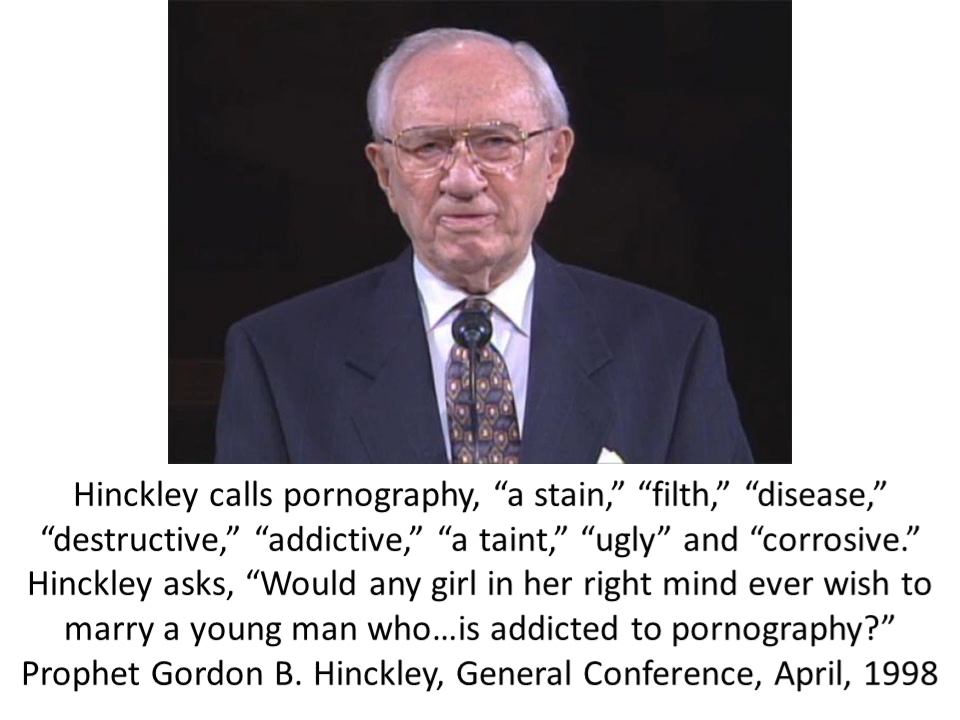 Hinckley calls pornography, “a stain,” “filth,” “disease,”
“destructive,” “addictive,” “a taint,” “ugly” and “corrosive.”
Hinckley asks, “Would any girl in her right mind ever wish to
marry a young man who…is addicted to pornography?”
Prophet Gordon B. Hinckley, General Conference, April, 1998